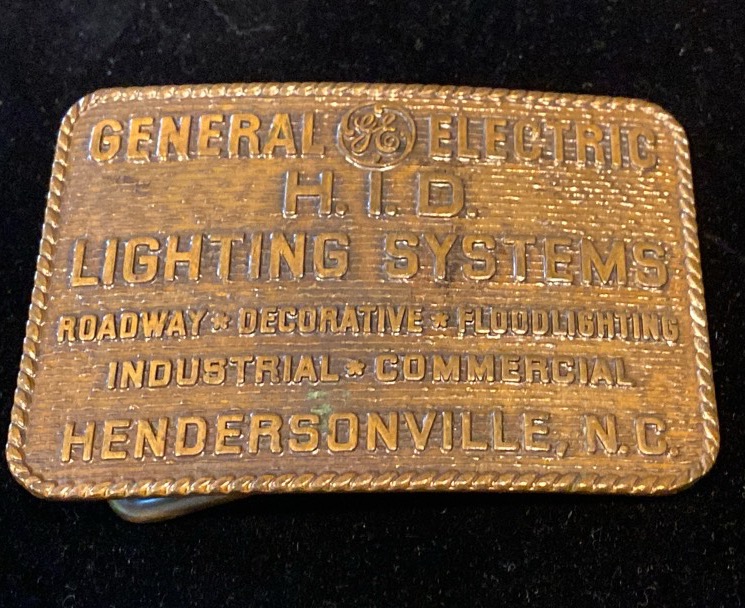 GENERAL GE ELECTRIC
H.I.D.
LIGHTING SYSTEMS
ROADWAY * DECORATIVE * FLOODLIGHTING
INDUSTRIAL * COMMERCIAL
HENDERSONVILLE, N.C.